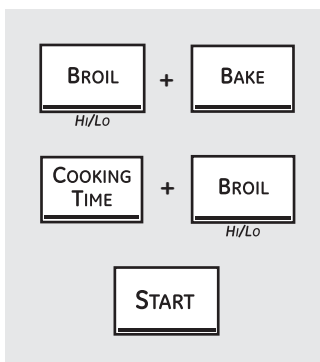 BROIL + BAKE
HI/LO
COOKING TIME + BROIL
HI/LO
START